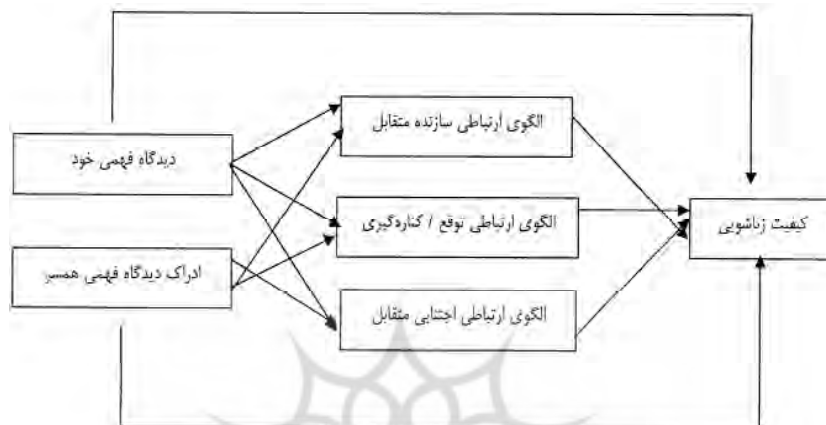 الگوی ارتباطی سازنده متقابل
دیدگاه فهمی خود
الگوی ارتباطی توقع / کناره‌گیری
کیفیت زناشویی
ادراک دیدگاه فهمی همسر
الگوی ارتباطی اجتنابی متقابل